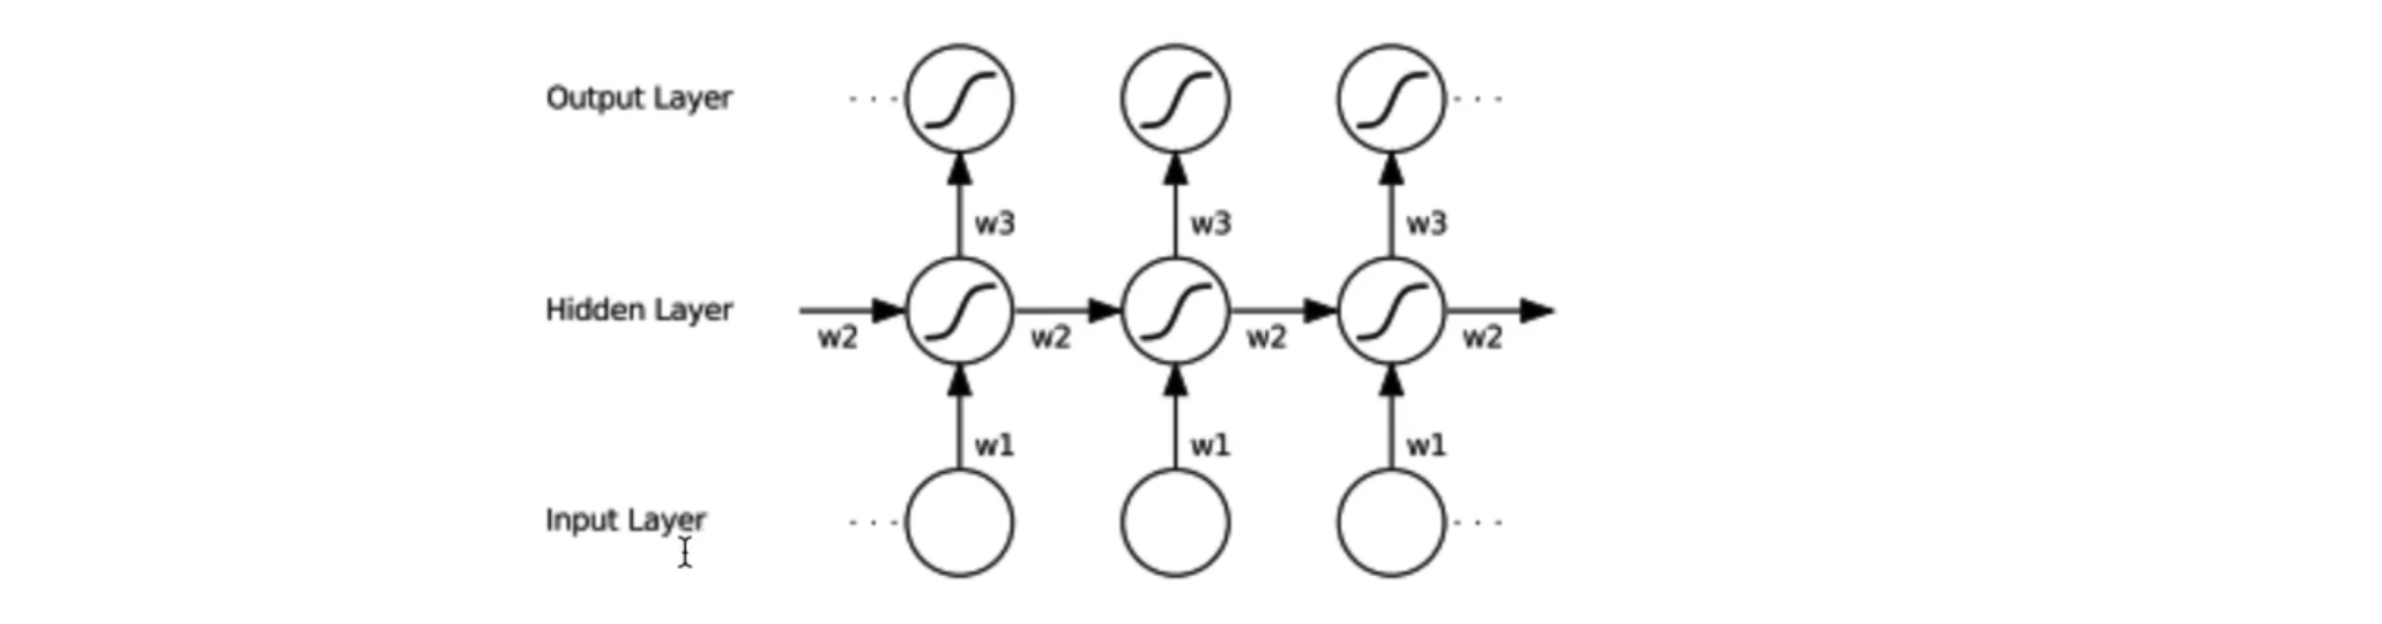 Output Layer
w3 w3 w3
Hidden Layer
w2 w2 w2 w2
w1 w1 w1
Input Layer